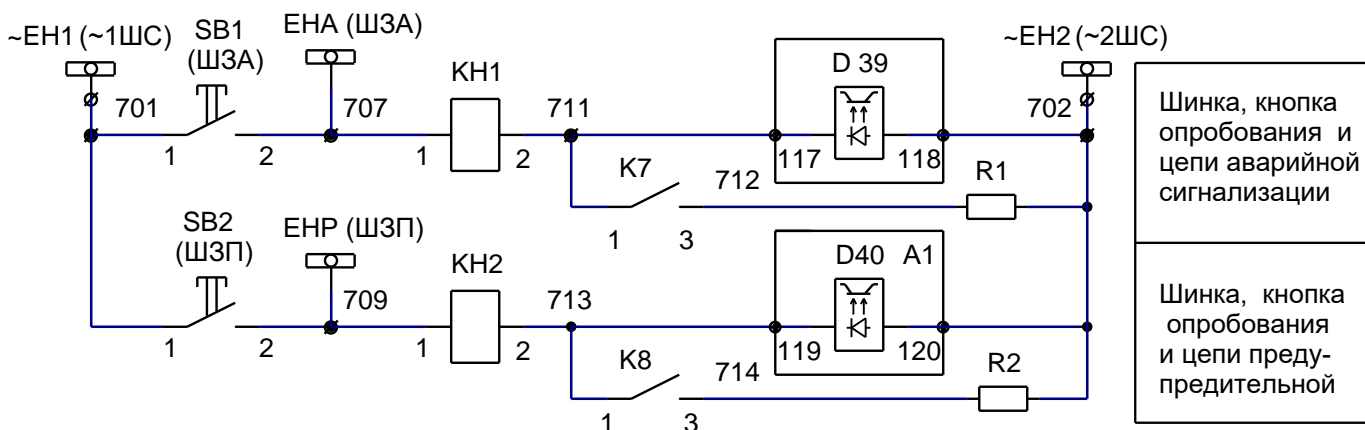 ~ЕН1 (~1ШС)
SB1
(ШЗА)
ЕНА (ШЗА)
КН1
D 39
~ЕН2 (~2ШС)
701
707
711
702
1
2
1
2
117
118
K7
712
R1
1
3
SB2
(ШЗП)
ЕНР (ШЗП)
КН2
D40
A1
709
713
1
2
1
2
119
120
K8
714
R2
1
3
Шинка, кнопка
опробования и
цепи аварийной
сигнализации
Шинка, кнопка
опробования
и цепи преду-
предительной